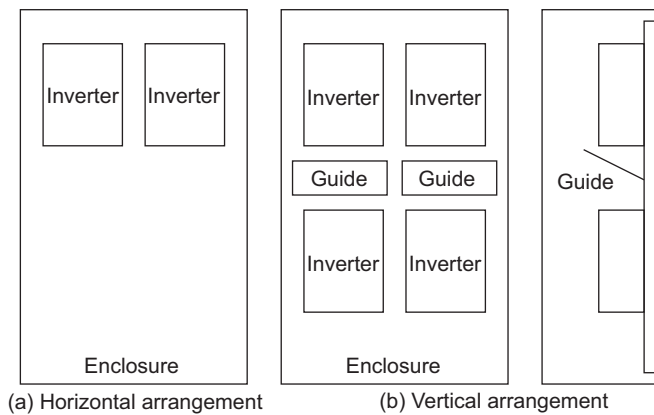 Inverter Inverter
Enclosure
(a) Horizontal arrangement
Inverter Inverter
Guide Guide
Inverter Inverter
Enclosure
Guide
(b) Vertical arrangement